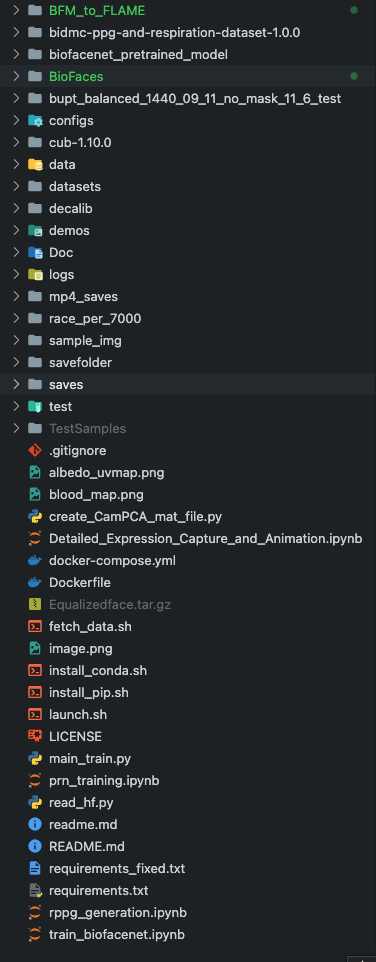 BFM_to_FLAME
bidmc-ppg-and-respiration-dataset-1.0.0
biofacenet_pretrained_model
BioFaces
bupt_balanced_1440_09_11_no_mask_11_6_test
configs
cub-1.10.0
data
datasets
decalib
demos
Doc
logs
mp4_saves
race_per_7000
sample_img
savefolder
saves
test
TestSamples
.gitignore
albedo_uvmap.png
blood_map.png
create_CamPCA_mat_file.py
Detailed_Expression_Capture_and_Animation.ipynb
docker-compose.yml
Dockerfile
Equalizedface.tar.gz
fetch_data.sh
image.png
install_conda.sh
install_pip.sh
launch.sh
LICENSE
main_train.py
prn_training.ipynb
read_hf.py
readme.md
README.md
requirements_fixed.txt
requirements.txt
rppg_generation.ipynb
train_biofacenet.ipynb